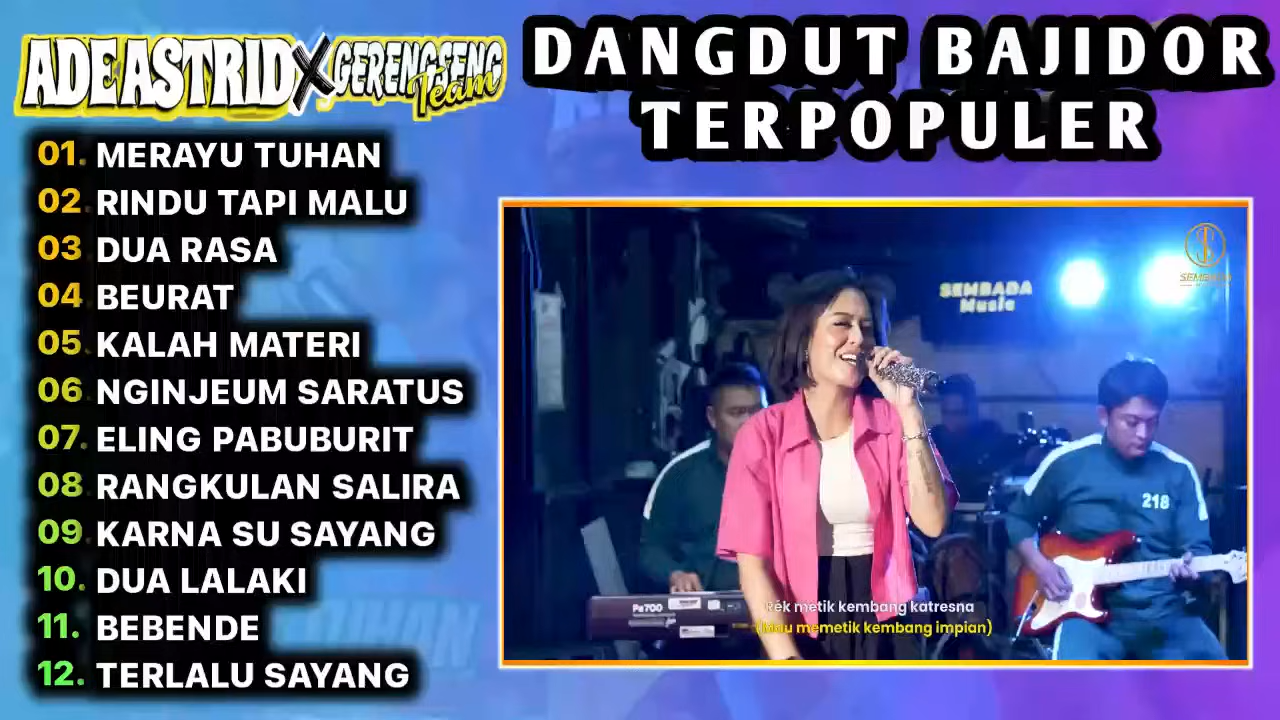 ADE ASTRID X GERENGSENG Team
DANGDUT BAJIDOR
TERPOPULER
01. MERAYU TUHAN
02. RINDU TAPI MALU
03 DUA RASA
04 BEURAT
05. KALAH MATERI
06 NGINJEUM SARATUS
07. ELING PABUBURIT
08 RANGKULAN SALIRA
09. KARNA SU SAYANG
10. DUA LALAKI
11. BEBENDE
12. TERLALU SAYANG
SEMBADA
Music
218
Pa700
Pék metik kembang katresna
memetik kembang impian)